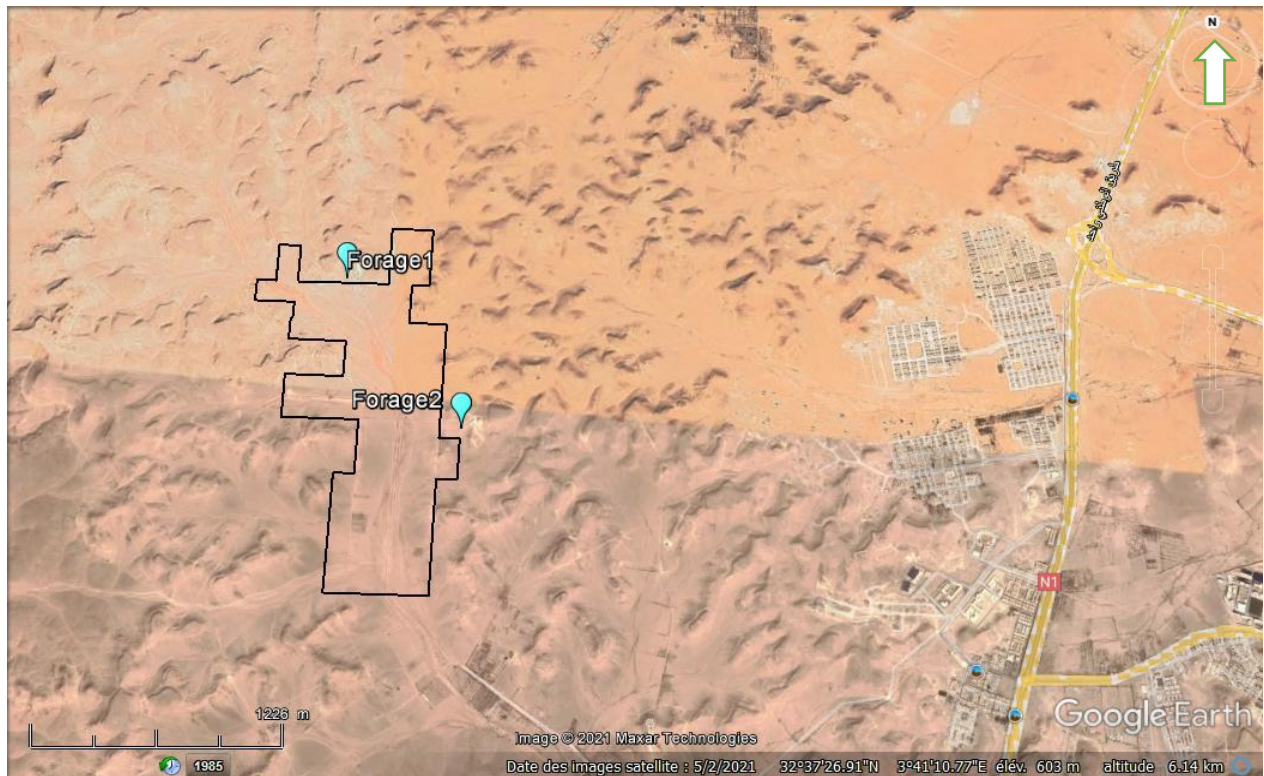 N
Forage1
Forage2
N1
1226 m
Google Earth
Image © 2021 Maxar Technologies
1985
Date des images satellite : 5/2/2021 32°37'26.91"N 3°41'10.77"E élév. 603 m altitude 6.14 km